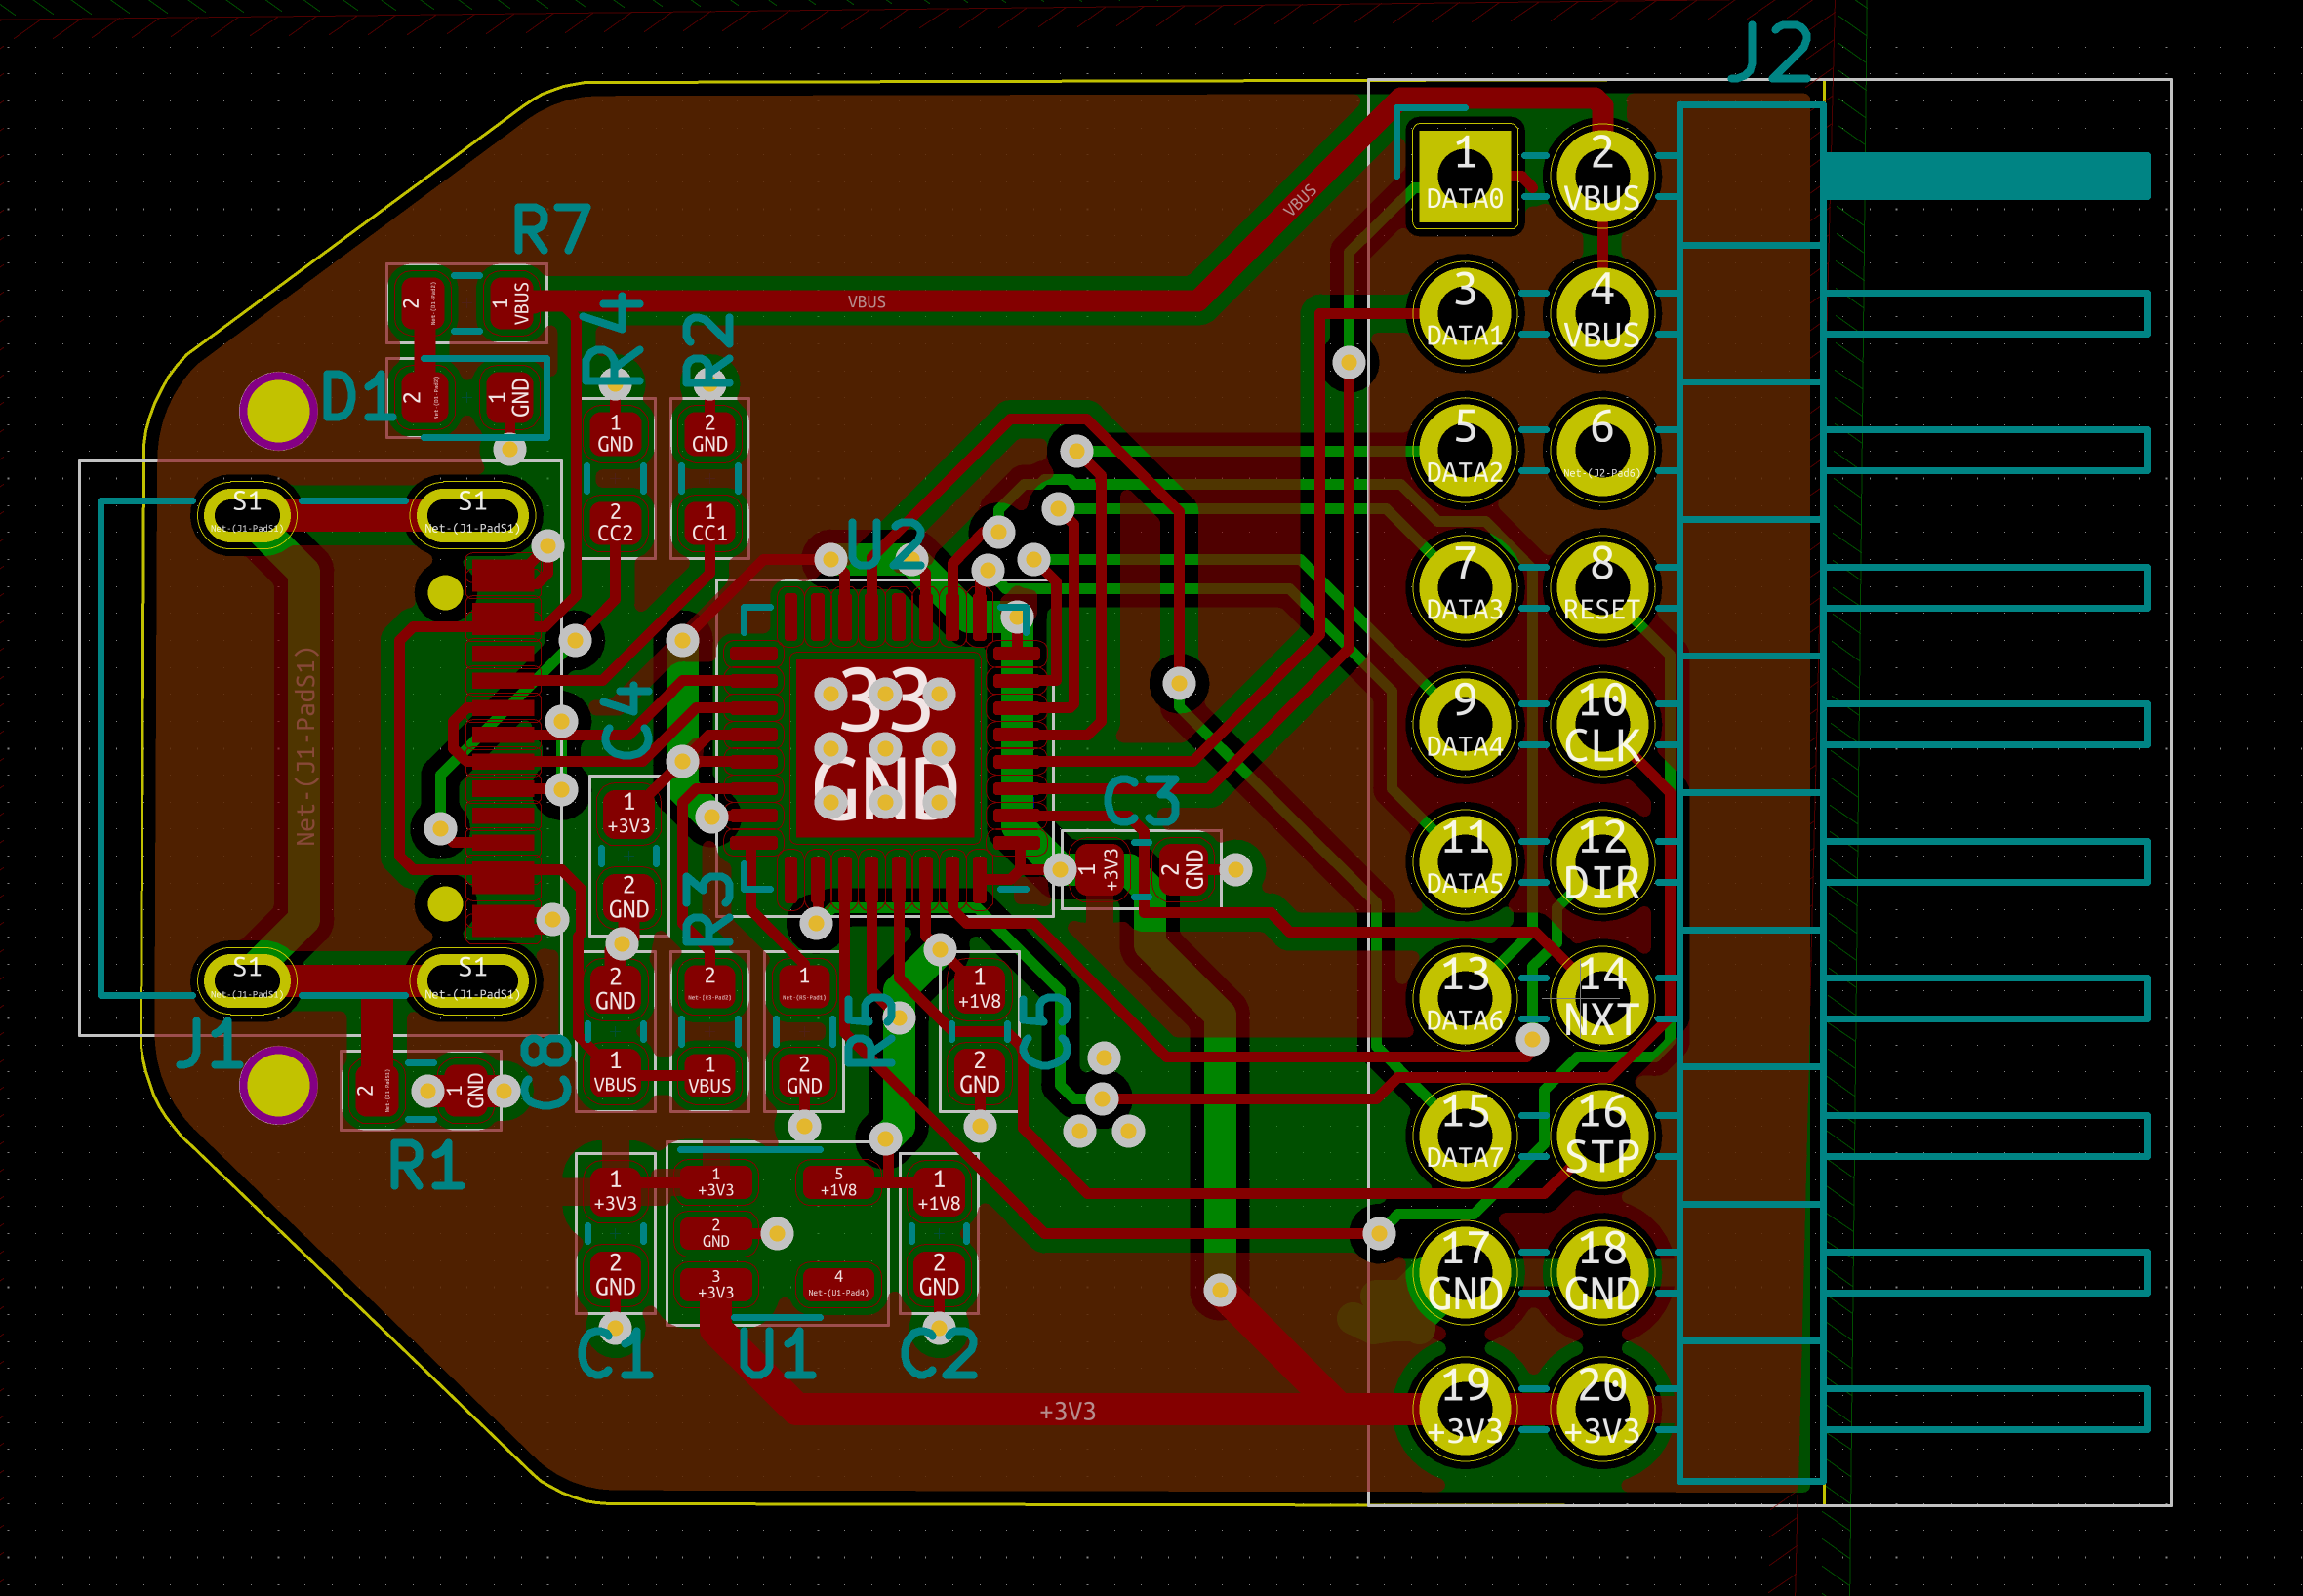 J2
1
DATA0
2
VBUS
VBUS
R7
2
Net-(D1-Pad2)
1
VBUS
VBUS
R4
R2
3
DATA1
4
VBUS
D1
2
Net-(D1-Pad2)
1
GND
1
GND
2
GND
5
DATA2
6
Net-(J2-Pad6)
S1
Net-(J1-PadS1)
S1
Net-(J1-PadS1)
2
CC2
1
CC1
U2
7
DATA3
8
RESET
33
GND
9
DATA4
10
CLK
Net-(J1-PadS1)
C4
1
+3V3
2
GND
C3
1
+3V3
2
GND
11
DATA5
12
DIR
R3
S1
Net-(J1-PadS1)
S1
Net-(J1-PadS1)
2
GND
2
Net-(R3-Pad2)
1
Net-(R5-Pad1)
1
+1V8
13
DATA6
14
NXT
J1
C8
R5
C5
2
Net-(J1-PadS1)
1
GND
1
VBUS
1
VBUS
2
GND
2
GND
15
DATA7
16
STP
R1
1
+3V3
1
+3V3
5
+1V8
1
+1V8
2
GND
2
GND
3
+3V3
4
Net-(U1-Pad4)
2
GND
17
GND
18
GND
C1
U1
C2
+3V3
19
+3V3
20
+3V3